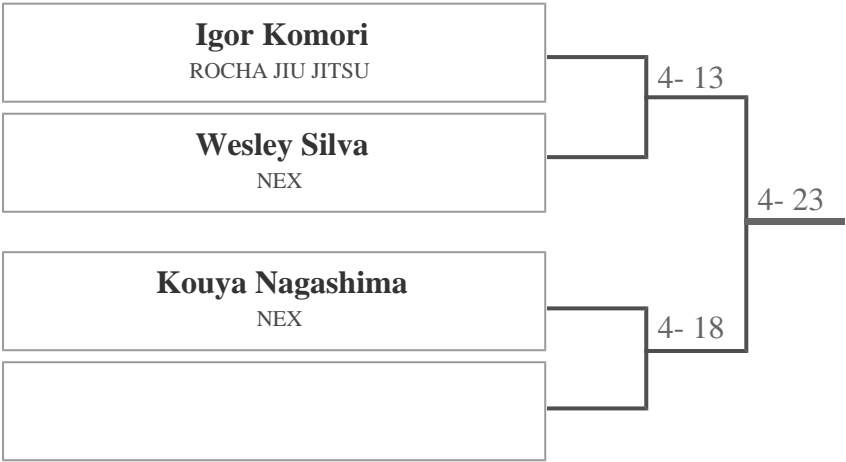 Igor Komori
ROCHA JIU JITSU
4- 13
Wesley Silva
NEX
4- 23
Kouya Nagashima
NEX
4- 18